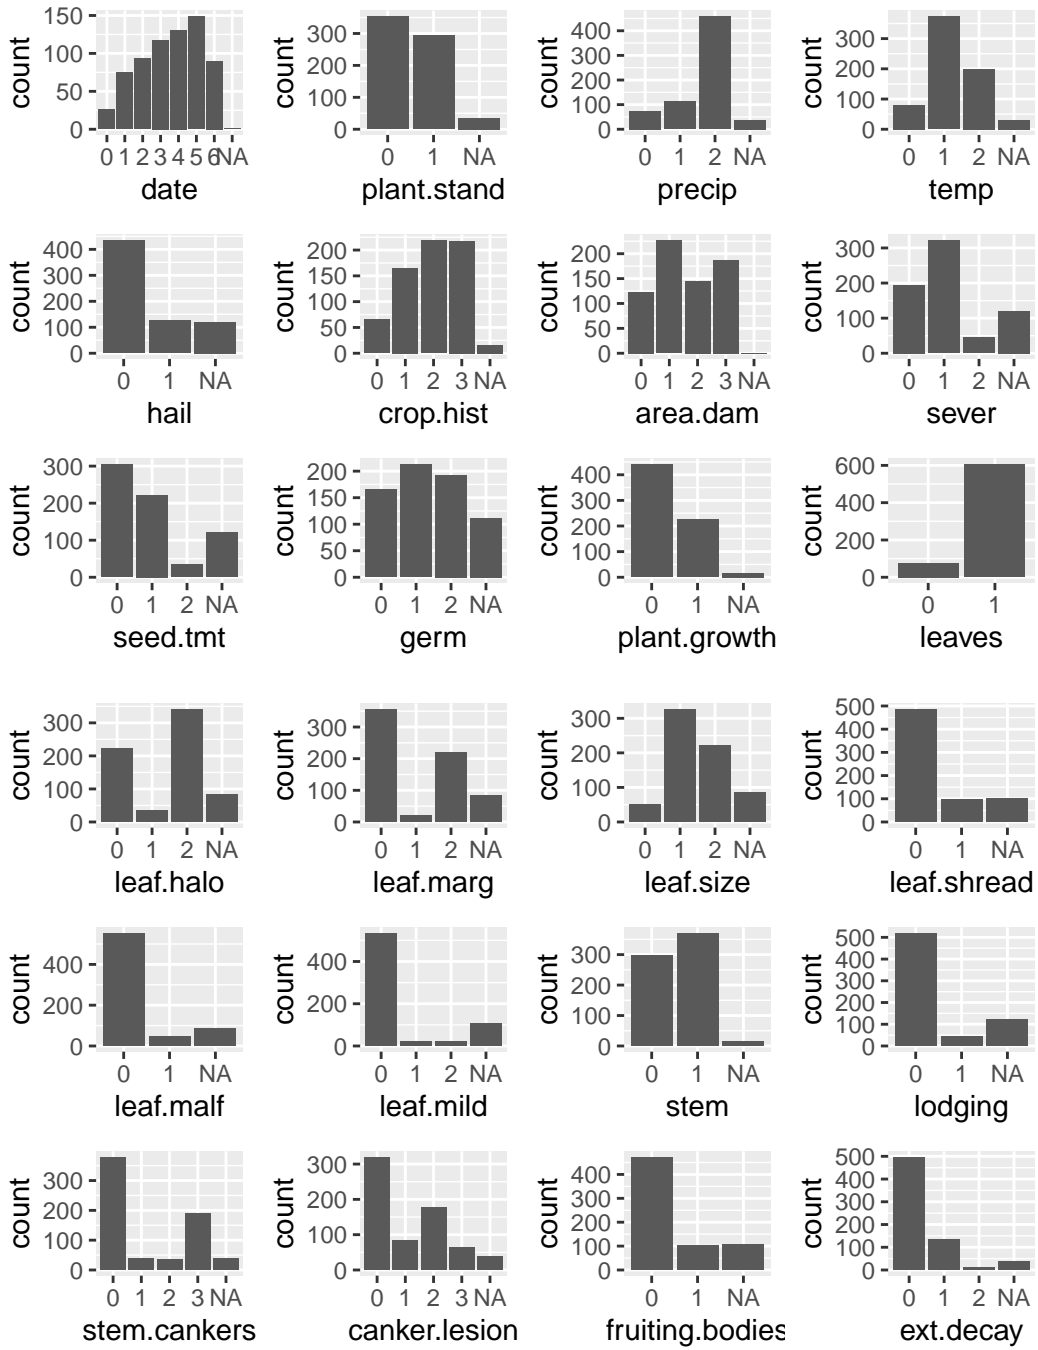 count 150 100 50 0
0 1 2 3 4 5 6 NA
date
count 300 200 100 0
0 1 NA
plant.stand
count 400 300 200 100 0
0 1 2 NA
precip
count 300 200 100 0
0 1 2 NA
temp
count 400 300 200 100 0
0 1 NA
hail
count 200 150 100 50 0
0 1 2 3 NA
crop.hist
count 200 150 100 50 0
0 1 2 3 NA
area.dam
count 300 200 100 0
0 1 2 NA
sever
count 300 200 100 0
0 1 2 NA
seed.tmt
count 200 150 100 50 0
0 1 2 NA
germ
count 400 300 200 100 0
0 1 NA
plant.growth
count 600 400 200 0
0 1
leaves
count 300 200 100 0
0 1 2 NA
leaf.halo
count 300 200 100 0
0 1 2 NA
leaf.marg
count 300 200 100 0
0 1 2 NA
leaf.size
count 500 400 300 200 100 0
0 1 NA
leaf.shread
count 400 200 0
0 1 NA
leaf.malf
count 400 200 0
0 1 2 NA
leaf.mild
count 300 200 100 0
0 1 NA
stem
count 500 400 300 200 100 0
0 1 NA
lodging
count 300 200 100 0
0 1 2 3 NA
stem.cankers
count 300 200 100 0
0 1 2 3 NA
canker.lesion
count 400 300 200 100 0
0 1 NA
fruiting.bodies
count 500 400 300 200 100 0
0 1 2 NA
ext.decay